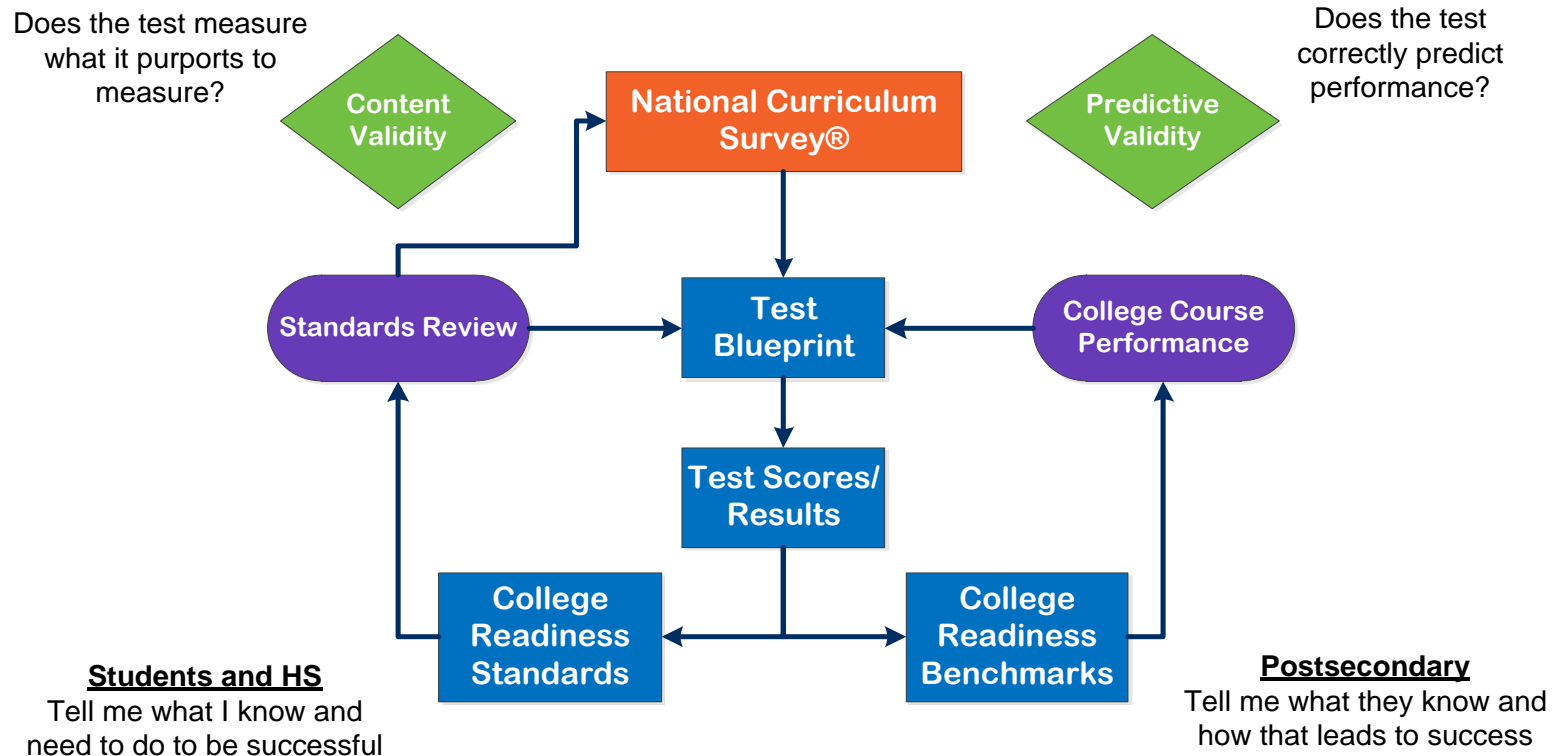 Does the test measure
what it purports to
measure?
Content
Validity
National Curriculum
Survey®
Predictive
Validity
Does the test
correctly predict
performance?
Standards Review
Test
Blueprint
College Course
Performance
Test Scores/
Results
College
Readiness
Standards
College
Readiness
Benchmarks
Students and HS
Tell me what I know and
need to do to be successful
Postsecondary
Tell me what they know and
how that leads to success